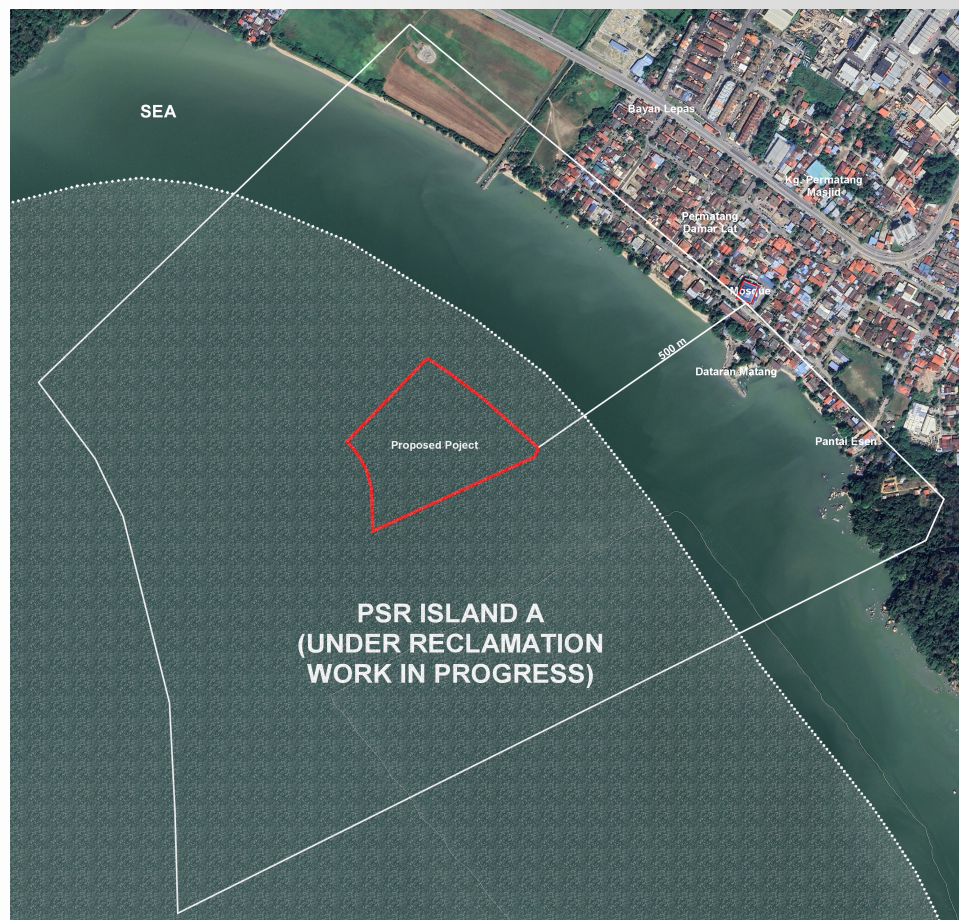 SEA
Bayan Lepas
Kg. Permatang
Masjid
Permatang
Damar Lat
Mosque
500 m
Dataran Matang
Pantai Esen
Proposed Poject
PSR ISLAND A
(UNDER RECLAMATION
WORK IN PROGRESS)